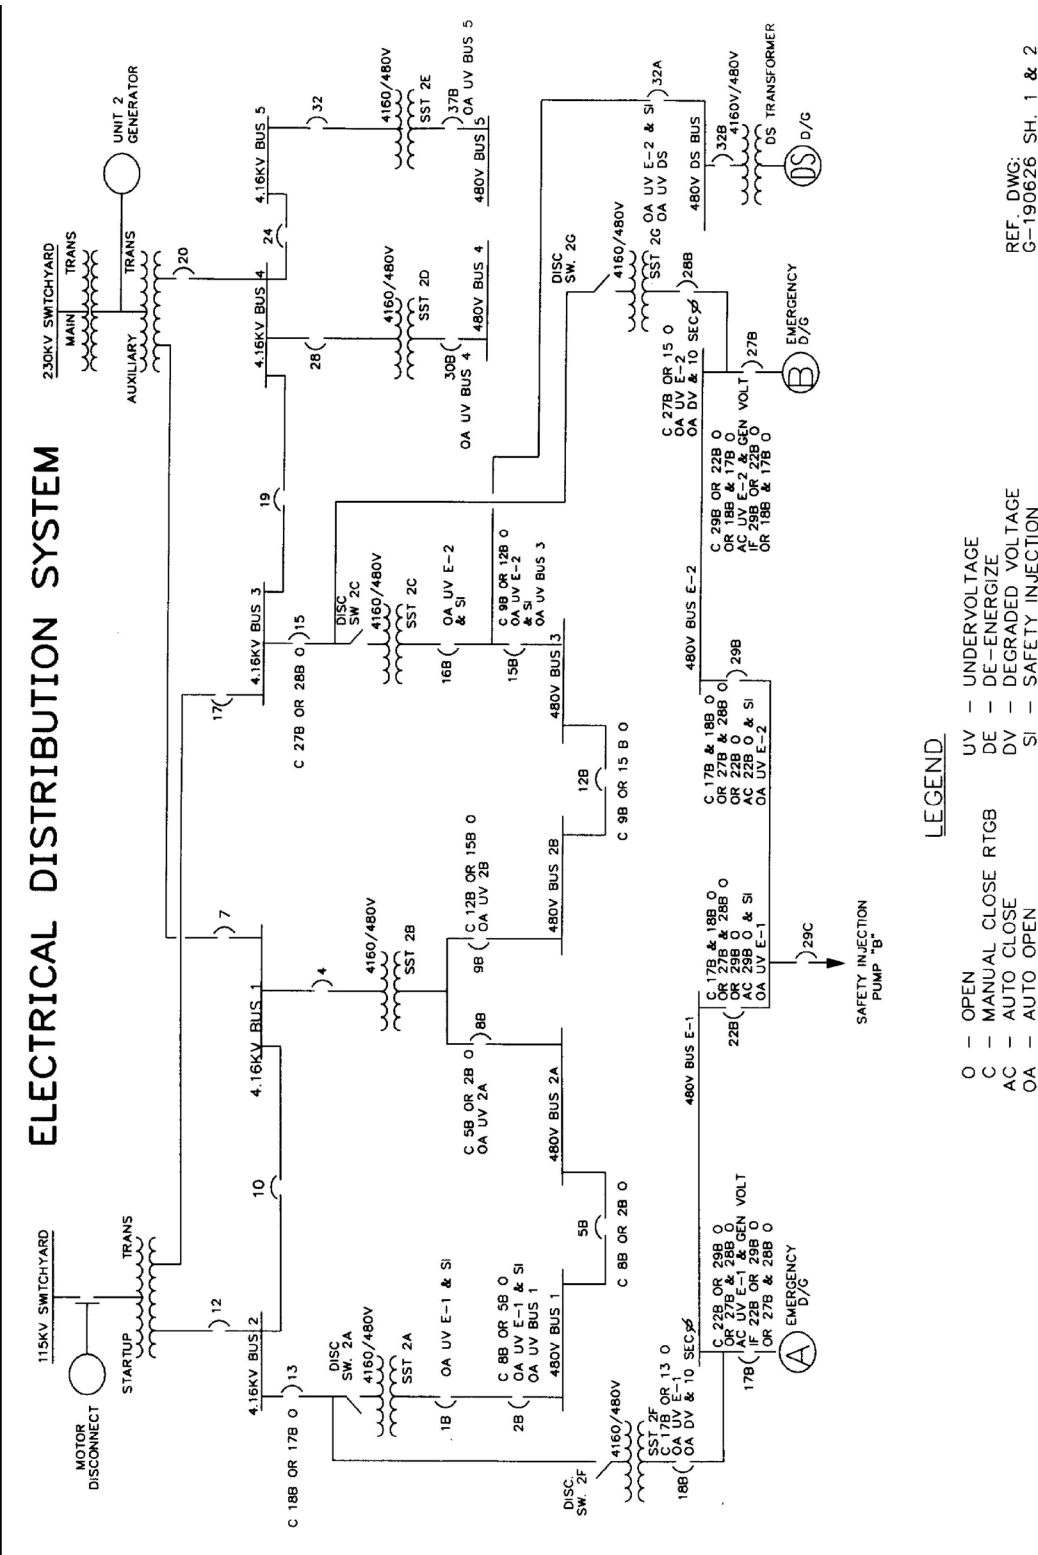 ELECTRICAL DISTRIBUTION SYSTEM
115KV SWITCHYARD
MOTOR
DISCONNECT
STARTUP
TRANS
230KV SWITCHYARD
MAIN
TRANS
AUXILIARY
TRANS
UNIT 2
GENERATOR
12
17
7
20
4.16KV BUS 2
10
4.16KV BUS 1
4.16KV BUS 3
19
4.16KV BUS 4
24
4.16KV BUS 5
C 18B OR 17B O
13
4
C 27B OR 28B O
15
28
32
DISC
SW. 2A
4160/480V
SST 2A
4160/480V
SST 2B
DISC
SW 2C
4160/480V
SST 2C
4160/480V
SST 2D
4160/480V
SST 2E
1B
OA UV E-1 & SI
2B
C 8B OR 5B O
OA UV E-1 & SI
OA UV BUS 1
C 5B OR 2B O
OA UV 2A
8B
9B
C 12B OR 15B O
OA UV 2B
16B
OA UV E-2
& SI
15B
C 9B OR 12B O
OA UV E-2
& SI
OA UV BUS 3
30B
OA UV BUS 4
480V BUS 4
37B
OA UV BUS 5
480V BUS 5
480V BUS 1
5B
C 8B OR 2B O
480V BUS 2A
480V BUS 2B
12B
C 9B OR 15 B O
480V BUS 3
DISC.
SW. 2F
4160/480V
SST 2F
18B
C 17B OR 13 O
OA UV E-1
OA DV & 10 SEC
DISC
SW. 2G
4160/480V
SST 2G
28B
C 27B OR 15 O
OA UV E-2
OA DV & 10 SEC
OA UV E-2 & SI
OA UV DS
32A
480V DS BUS
32B
4160V/480V
DS TRANSFORMER
DS
D/G
480V BUS E-1
480V BUS E-2
17B
C 22B OR 29B O
OR 27B & 28B O
AC UV E-1 & GEN VOLT
IF 22B OR 29B O
OR 27B & 28B O
A
EMERGENCY
D/G
22B
C 17B & 18B O
OR 27B & 28B O
OR 29B O
AC 29B O & SI
OA UV E-1
C 17B & 18B O
OR 27B & 28B O
OR 22B O
AC 22B O & SI
OA UV E-2
29B
C 29B OR 22B O
OR 18B & 17B O
AC UV E-2 & GEN VOLT
IF 29B OR 22B O
OR 18B & 17B O
27B
B
EMERGENCY
D/G
29C
SAFETY INJECTION
PUMP "B"
LEGEND
O - OPEN
C - MANUAL CLOSE RTGB
AC - AUTO CLOSE
OA - AUTO OPEN
UV - UNDERVOLTAGE
DE - DE-ENERGIZE
DV - DEGRADED VOLTAGE
SI - SAFETY INJECTION
REF. DWG:
G-190626 SH. 1 & 2